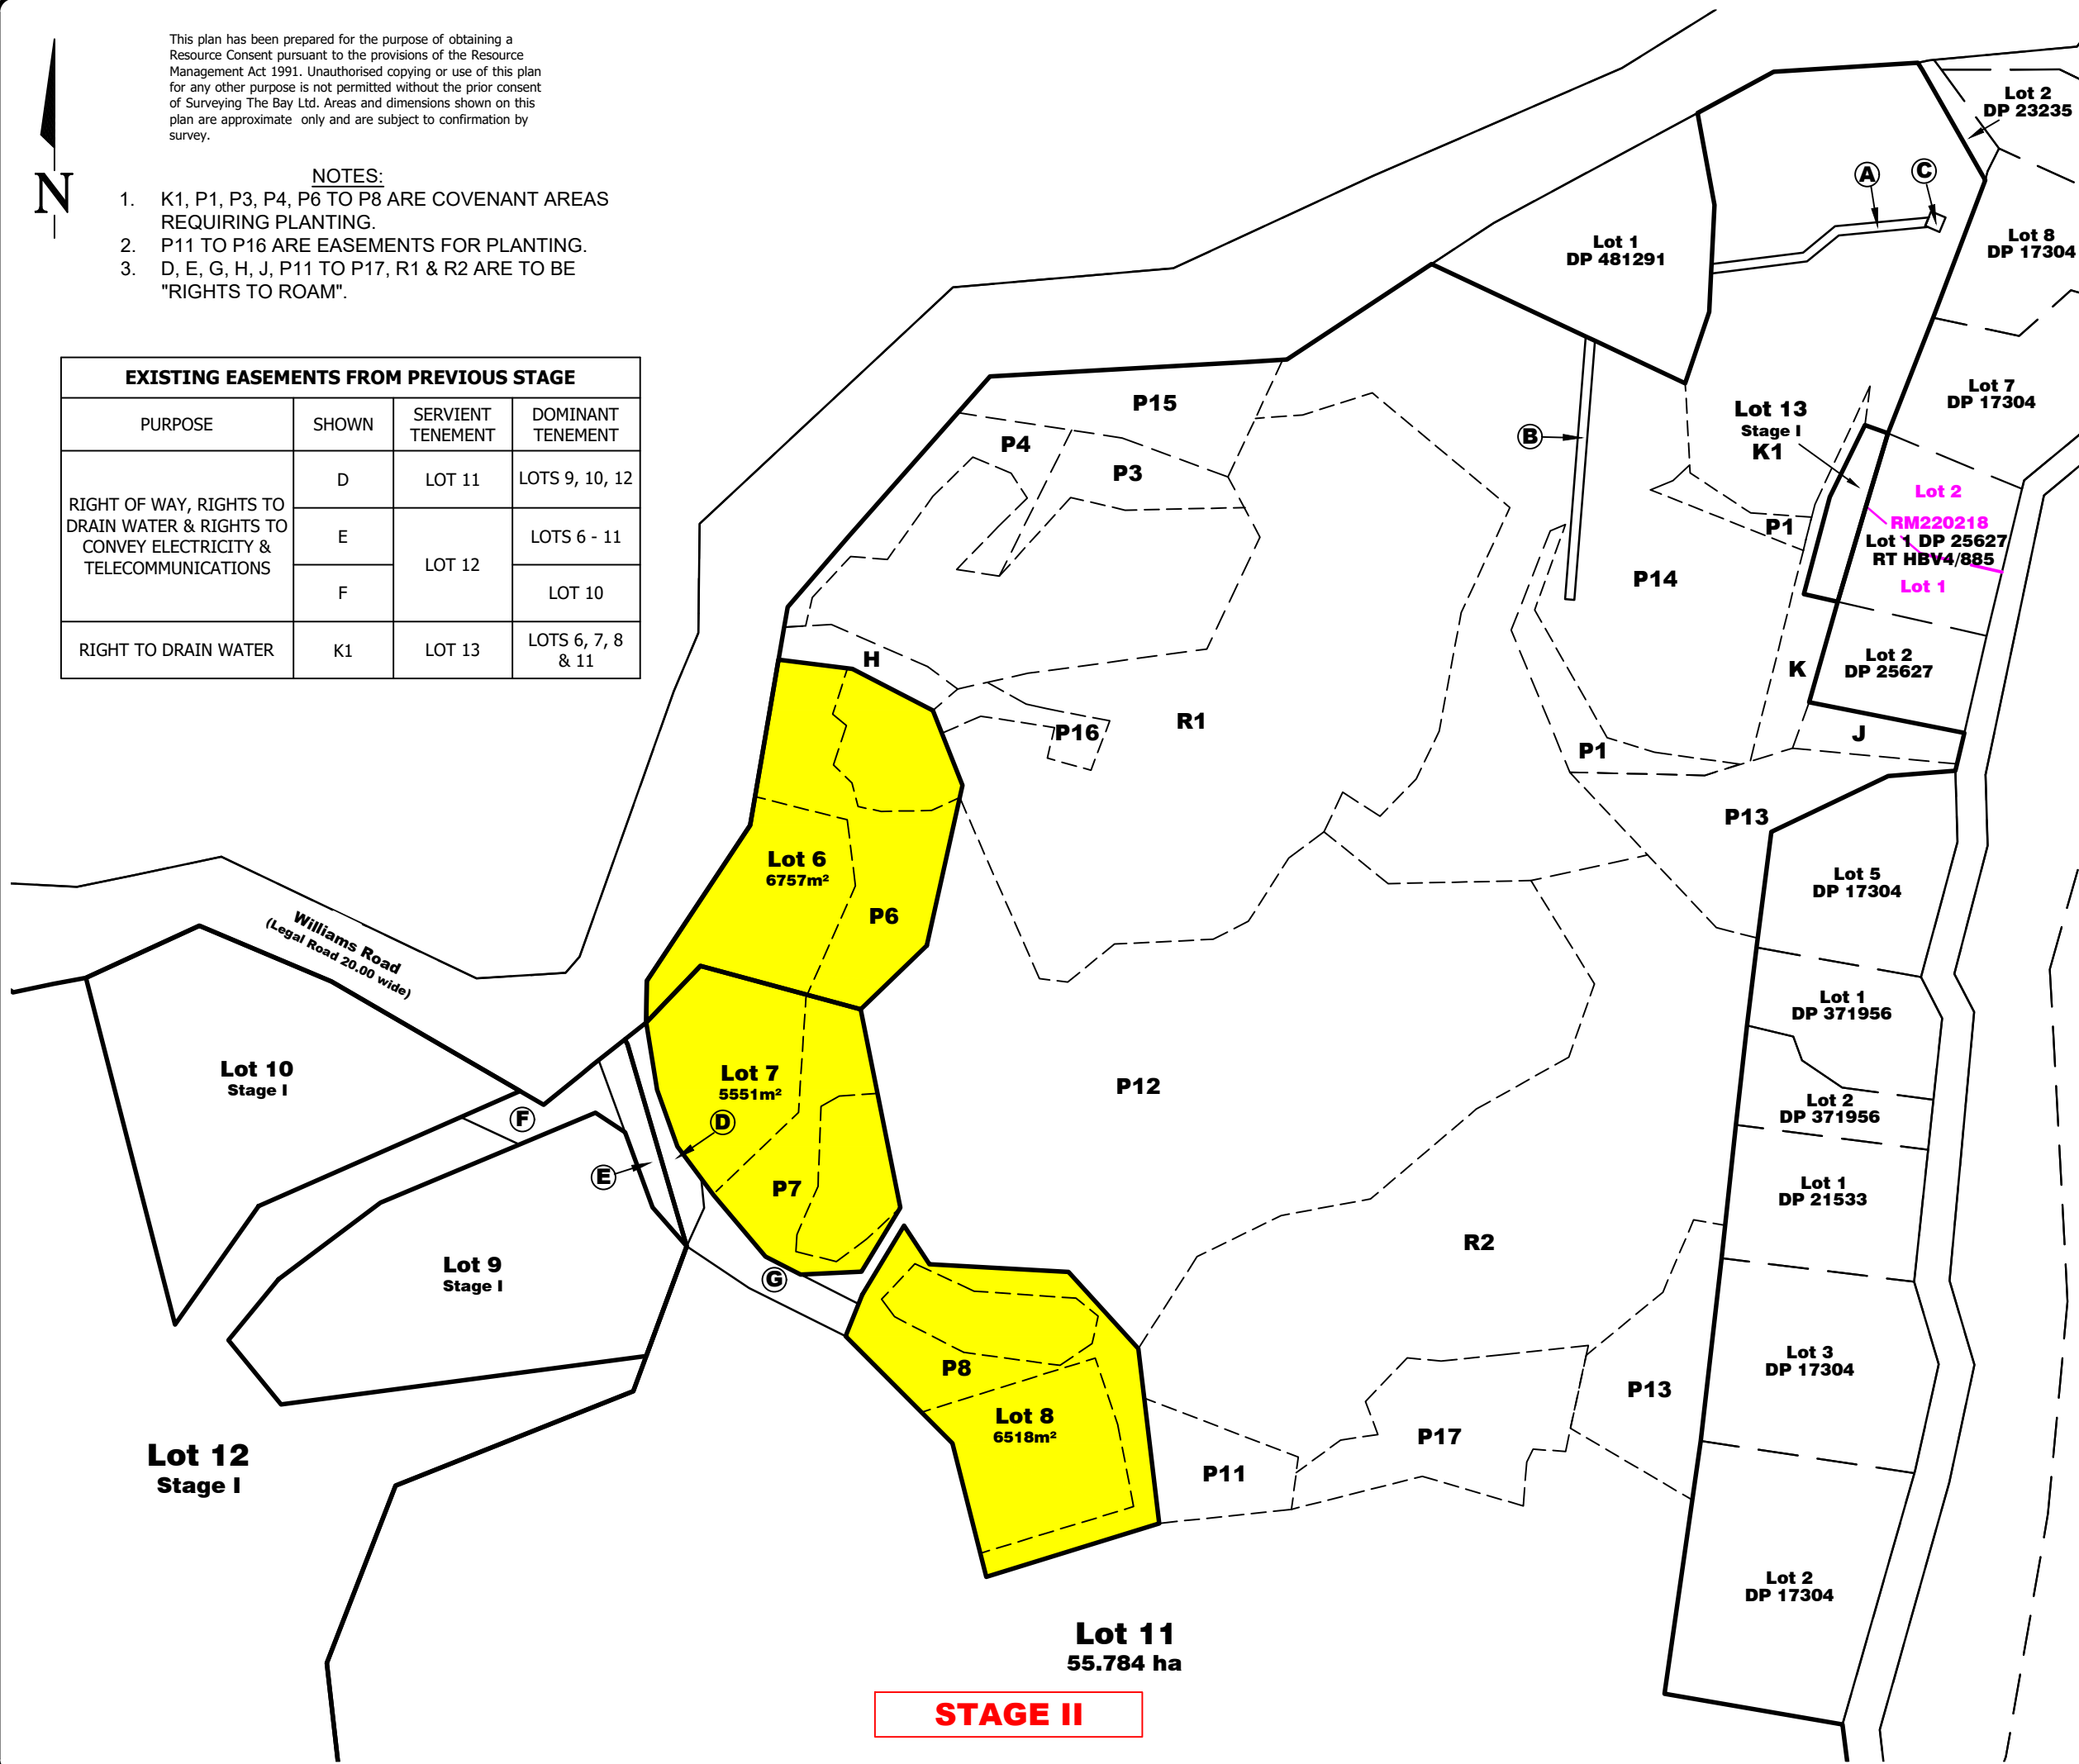 This plan has been prepared for the purpose of obtaining a
Resource Consent pursuant to the provisions of the Resource
Management Act 1991. Unauthorised copying or use of this plan
for any other purpose is not permitted without the prior consent
of Surveying The Bay Ltd. Areas and dimensions shown on this
plan are approximate only and are subject to confirmation by
survey.
N
NOTES:
1. K1, P1, P3, P4, P6 TO P8 ARE COVENANT AREAS
REQUIRING PLANTING.
2. P11 TO P16 ARE EASEMENTS FOR PLANTING.
3. D, E, G, H, J, P11 TO P17, R1 & R2 ARE TO BE
"RIGHTS TO ROAM".
EXISTING EASEMENTS FROM PREVIOUS STAGE
PURPOSE
SHOWN
SERVIENT
TENEMENT
DOMINANT
TENEMENT
RIGHT OF WAY, RIGHTS TO
DRAIN WATER & RIGHTS TO
CONVEY ELECTRICITY &
TELECOMMUNICATIONS
D
LOT 11
LOTS 9, 10, 12
E
LOT 12
LOTS 6 - 11
F
LOT 10
RIGHT TO DRAIN WATER
K1
LOT 13
LOTS 6, 7, 8
& 11
Lot 2
DP 23235
A
C
Lot 1
DP 481291
Lot 8
DP 17304
Lot 7
DP 17304
P15
P4
P3
B
Lot 13
Stage I
K1
Lot 2
RM220218
Lot 1 DP 25627
RT HBV4/885
Lot 1
P1
P14
H
K
Lot 2
DP 25627
P16
R1
P1
J
P13
Lot 6
6757m²
P6
Lot 5
DP 17304
Williams Road
(Legal Road 20.00 wide)
Lot 1
DP 371956
Lot 10
Stage I
Lot 7
5551m²
P12
F
D
Lot 2
DP 371956
E
P7
Lot 1
DP 21533
Lot 9
Stage I
G
R2
P8
Lot 3
DP 17304
P13
Lot 8
6518m²
P17
P11
Lot 12
Stage I
Lot 2
DP 17304
Lot 11
55.784 ha
STAGE II